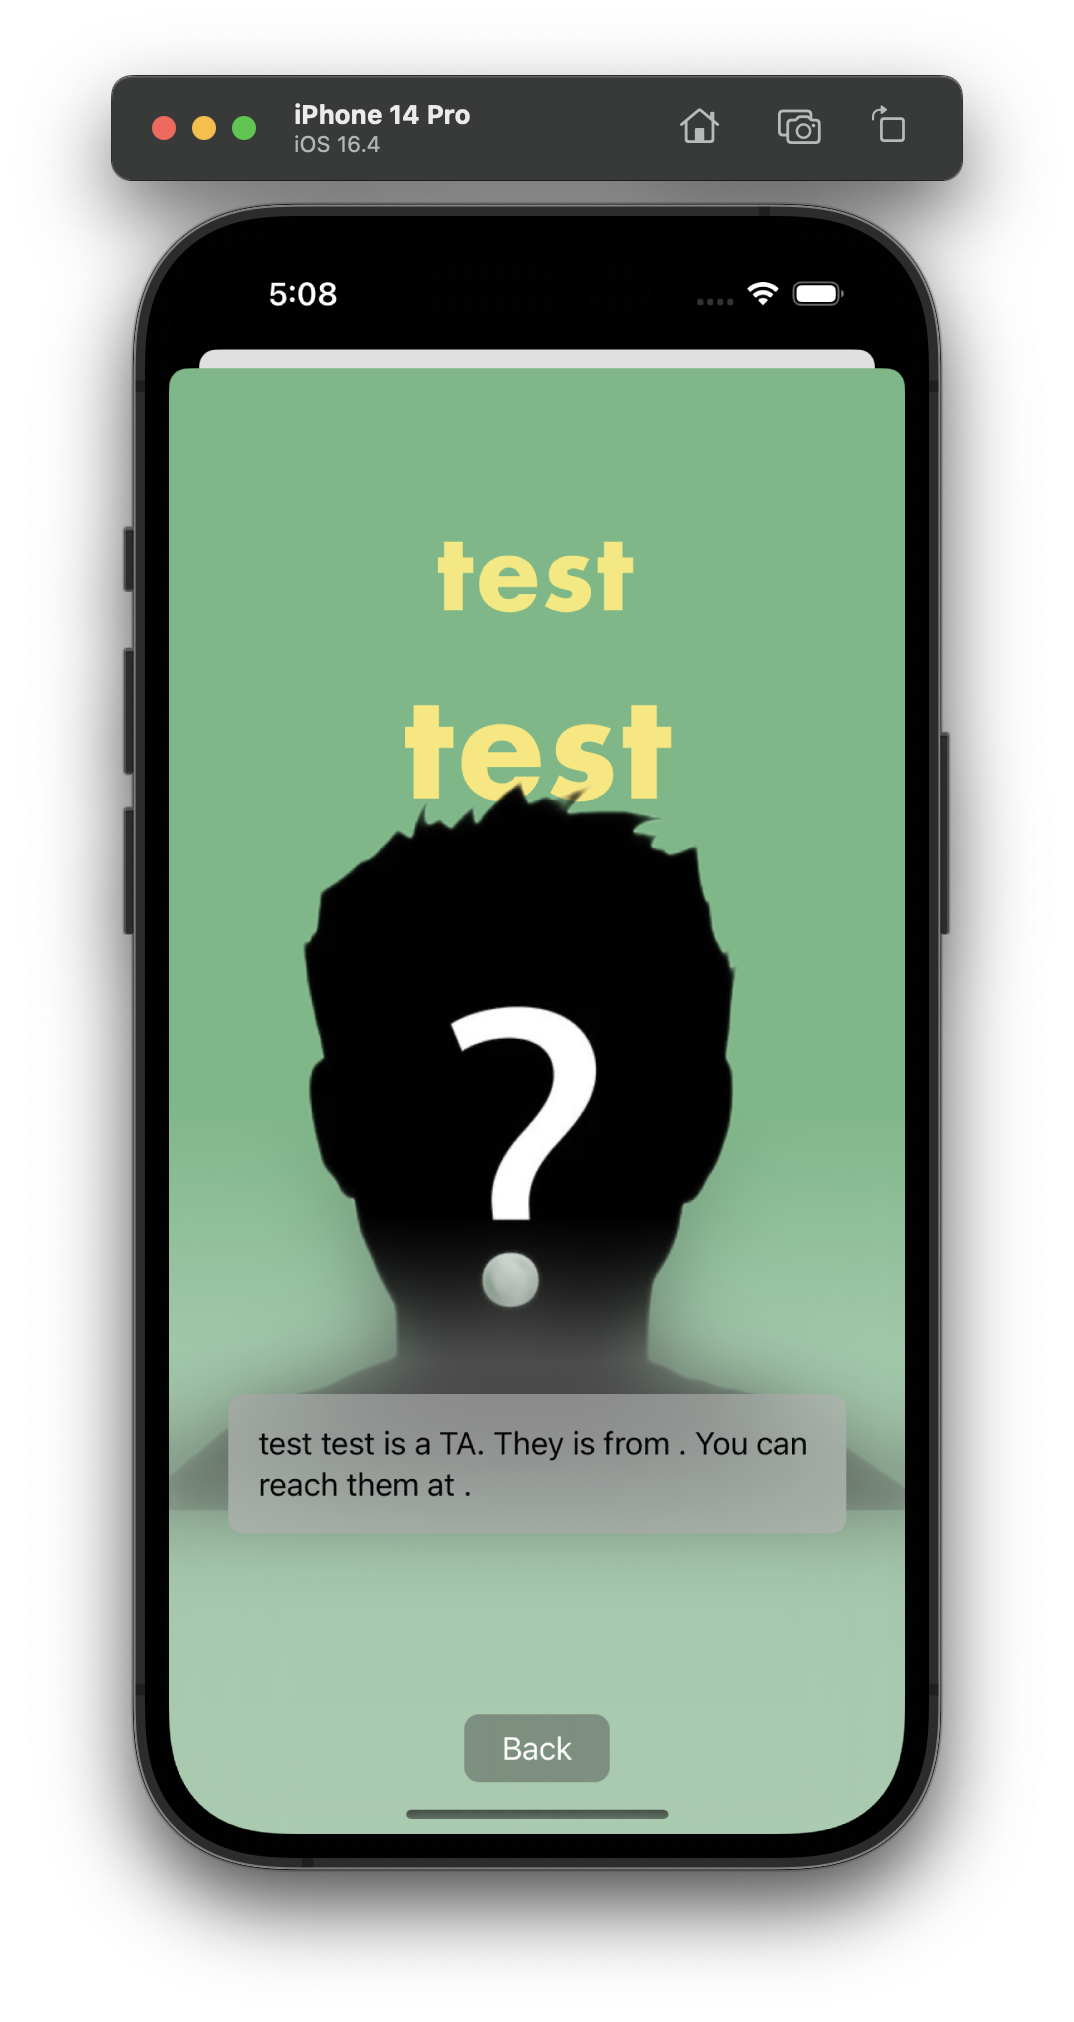 iPhone 14 Pro
iOS 16.4
5:08
test
test
?
test test is a TA. They is from . You can
reach them at .
Back